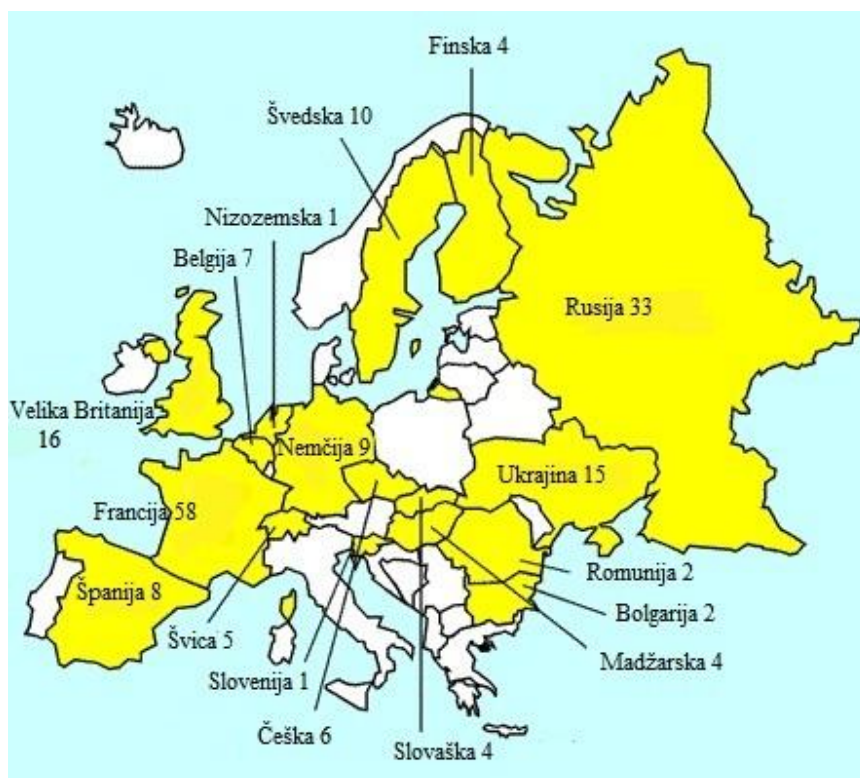 Finska 4
Švedska 10
Nizozemska 1
Belgija 7
Rusija 33
Velika Britanija
16
Nemčija 9
Ukrajina 15
Francija 58
Romunija 2
Španija 8
Bolgarija 2
Švica 5
Madžarska 4
Slovenija 1
Češka 6
Slovaška 4